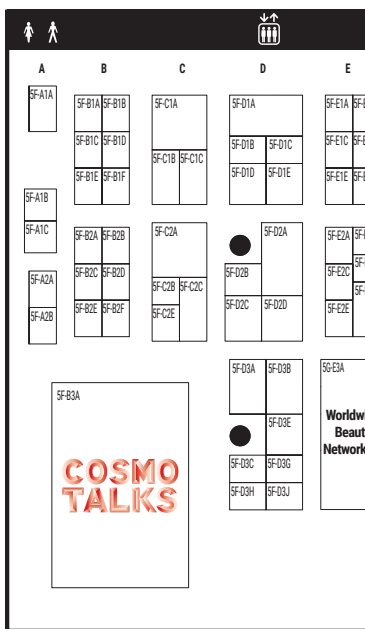 A B C D E
5F-A1A
5F-B1A 5F-B1B
5F-C1A
5F-D1A
5F-E1A
5F-B1C 5F-B1D
5F-D1B 5F-D1C
5F-E1C
5F-C1B 5F-C1C
5F-B1E 5F-B1F
5F-D1D 5F-D1E
5F-E1E
5F-A1B
5F-A1C
5F-B2A 5F-B2B
5F-C2A
5F-D2A
5F-E2A
5F-A2A
5F-B2C 5F-B2D
5F-D2B
5F-E2C
5F-C2B 5F-C2C
5F-A2B
5F-B2E 5F-B2F
5F-C2E
5F-D2C 5F-D2D
5F-E2E
5F-D3A 5F-D3B
5G-E3A
5F-B3A
5F-D3E
Worldwi
Beaut
Network
COSMO
TALKS
5F-D3C 5F-D3G
5F-D3H 5F-D3J